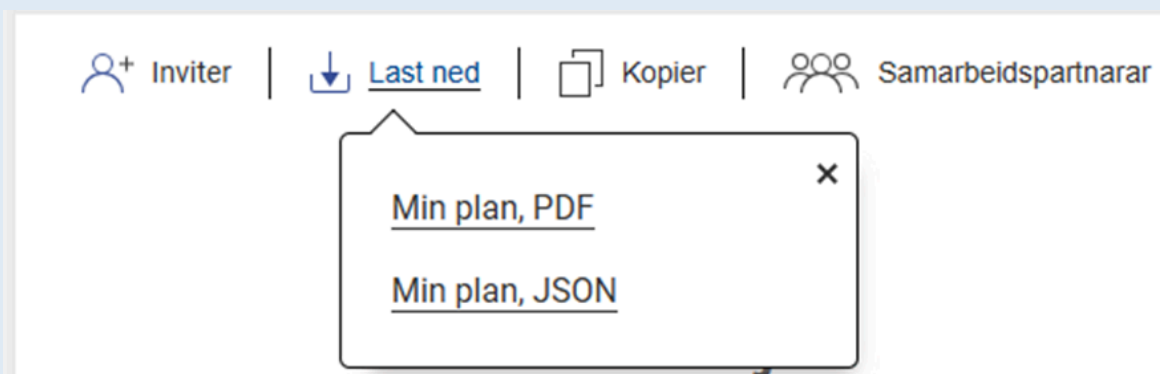 Inviter | Last ned | Kopier | Samarbeidspartnarar
×
Min plan, PDF
Min plan, JSON